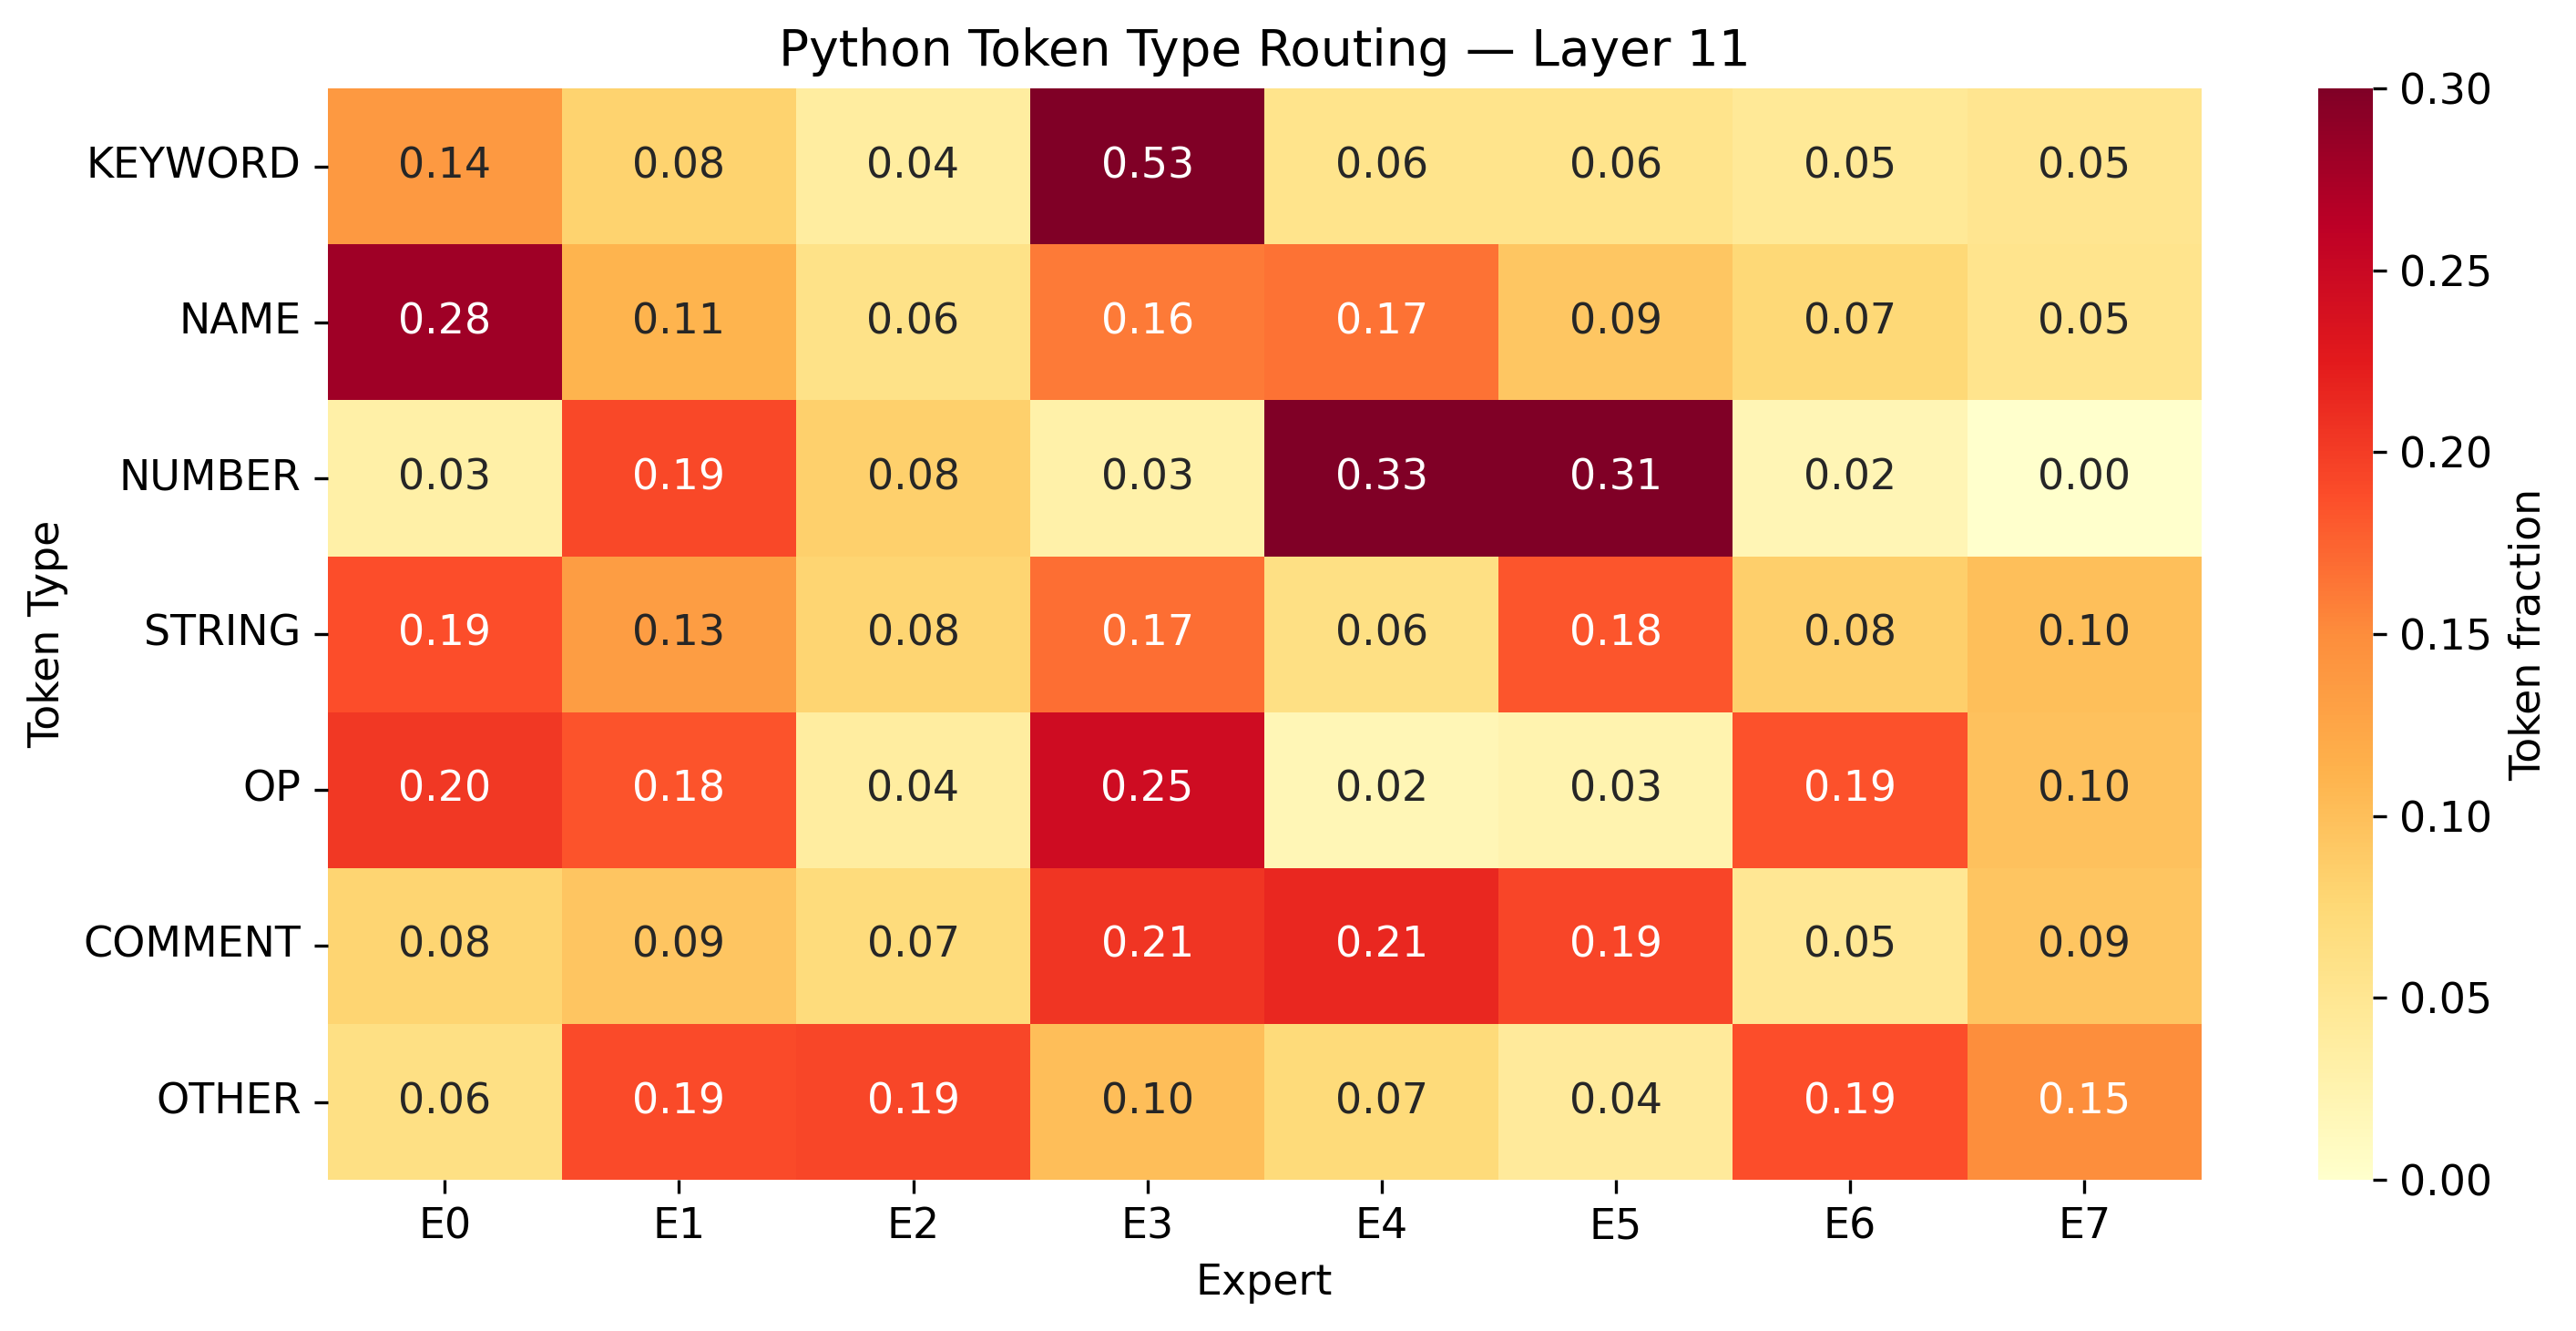 Python Token Type Routing — Layer 11
Token Type
KEYWORD 0.14 0.08 0.04 0.53 0.06 0.06 0.05 0.05
NAME 0.28 0.11 0.06 0.16 0.17 0.09 0.07 0.05
NUMBER 0.03 0.19 0.08 0.03 0.33 0.31 0.02 0.00
STRING 0.19 0.13 0.08 0.17 0.06 0.18 0.08 0.10
OP 0.20 0.18 0.04 0.25 0.02 0.03 0.19 0.10
COMMENT 0.08 0.09 0.07 0.21 0.21 0.19 0.05 0.09
OTHER 0.06 0.19 0.19 0.10 0.07 0.04 0.19 0.15
E0 E1 E2 E3 E4 E5 E6 E7
Expert
0.30
0.25
0.20
0.15
0.10
0.05
0.00
Token fraction